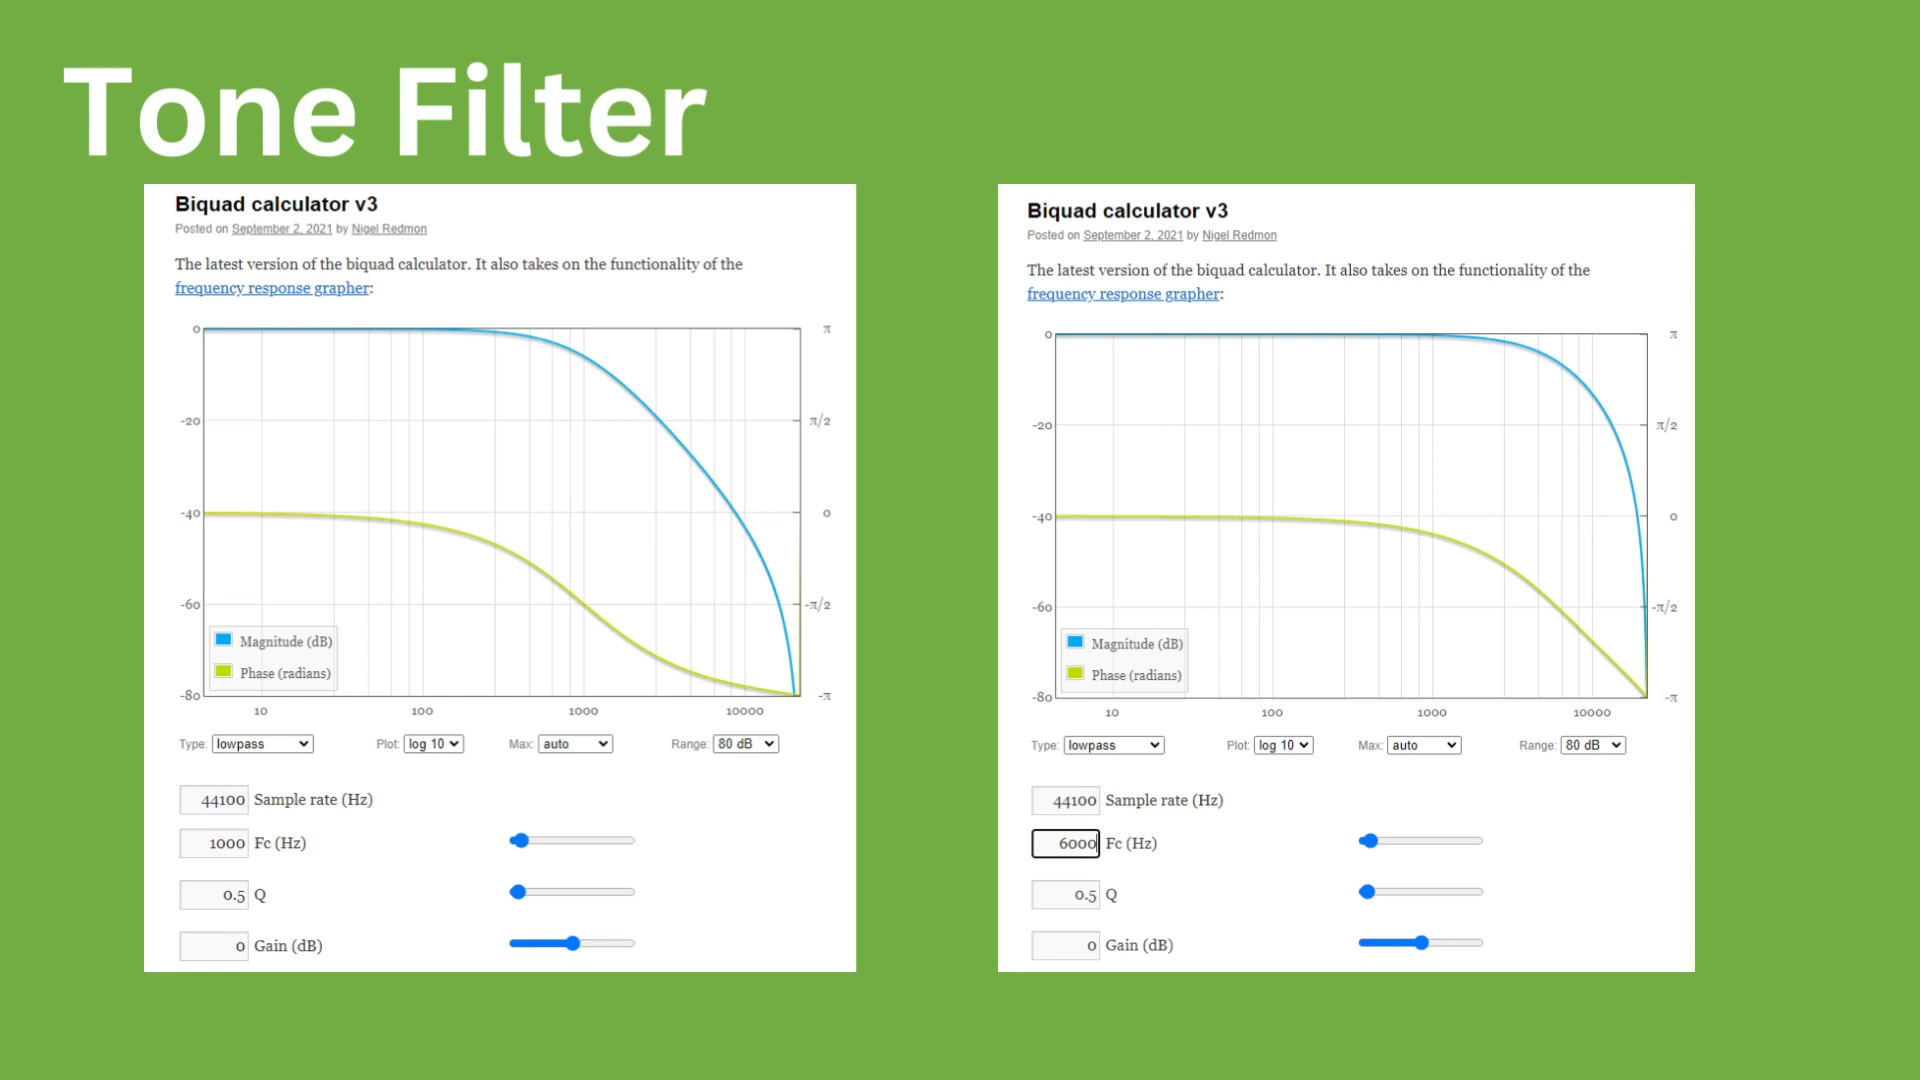 Tone Filter
Biquad calculator v3
Posted on September 2, 2021 by Nigel Redmon
The latest version of the biquad calculator. It also takes on the functionality of the
frequency response grapher:
0
-20
-40
-60
-80
π
π/2
0
-π/2
-π
Magnitude (dB)
Phase (radians)
10 100 1000 10000
Type: lowpass Plot: log 10 Max: auto Range: 80 dB
44100 Sample rate (Hz)
1000 Fc (Hz)
0.5 Q
0 Gain (dB)
Biquad calculator v3
Posted on September 2, 2021 by Nigel Redmon
The latest version of the biquad calculator. It also takes on the functionality of the
frequency response grapher:
0
-20
-40
-60
-80
π
π/2
0
-π/2
-π
Magnitude (dB)
Phase (radians)
10 100 1000 10000
Type: lowpass Plot: log 10 Max: auto Range: 80 dB
44100 Sample rate (Hz)
6000 Fc (Hz)
0.5 Q
0 Gain (dB)